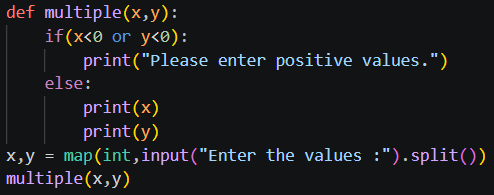 def multiple(x,y):
    if(x<0 or y<0):
        print("Please enter positive values.")
    else:
        print(x)
        print(y)
x,y = map(int,input("Enter the values :").split())
multiple(x,y)